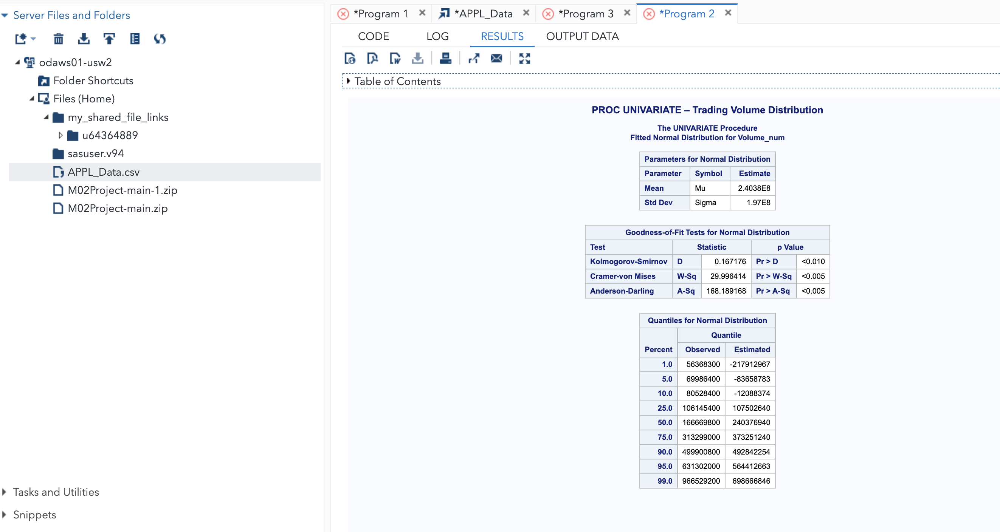 Server Files and Folders
odaws01-usw2
Folder Shortcuts
Files (Home)
my_shared_file_links
u64364889
sasuser.v94
APPL_Data.csv
M02Project-main-1.zip
M02Project-main.zip
Tasks and Utilities
Snippets
*Program 1 *APPL_Data *Program 3 *Program 2
CODE LOG RESULTS OUTPUT DATA
Table of Contents
PROC UNIVARIATE – Trading Volume Distribution
The UNIVARIATE Procedure
Fitted Normal Distribution for Volume_num
Parameters for Normal Distribution
Parameter Symbol Estimate
Mean Mu 2.4038E8
Std Dev Sigma 1.97E8
Goodness-of-Fit Tests for Normal Distribution
Test Statistic p Value
Kolmogorov-Smirnov D 0.167176 Pr > D <0.010
Cramer-von Mises W-Sq 29.996414 Pr > W-Sq <0.005
Anderson-Darling A-Sq 168.189168 Pr > A-Sq <0.005
Quantiles for Normal Distribution
Quantile
Percent Observed Estimated
1.0 56368300 -217912967
5.0 69986400 -83658783
10.0 80528400 -12088374
25.0 106145400 107502640
50.0 166669800 240376940
75.0 313299000 373251240
90.0 499900800 492842254
95.0 631302000 564412663
99.0 966529200 698666846